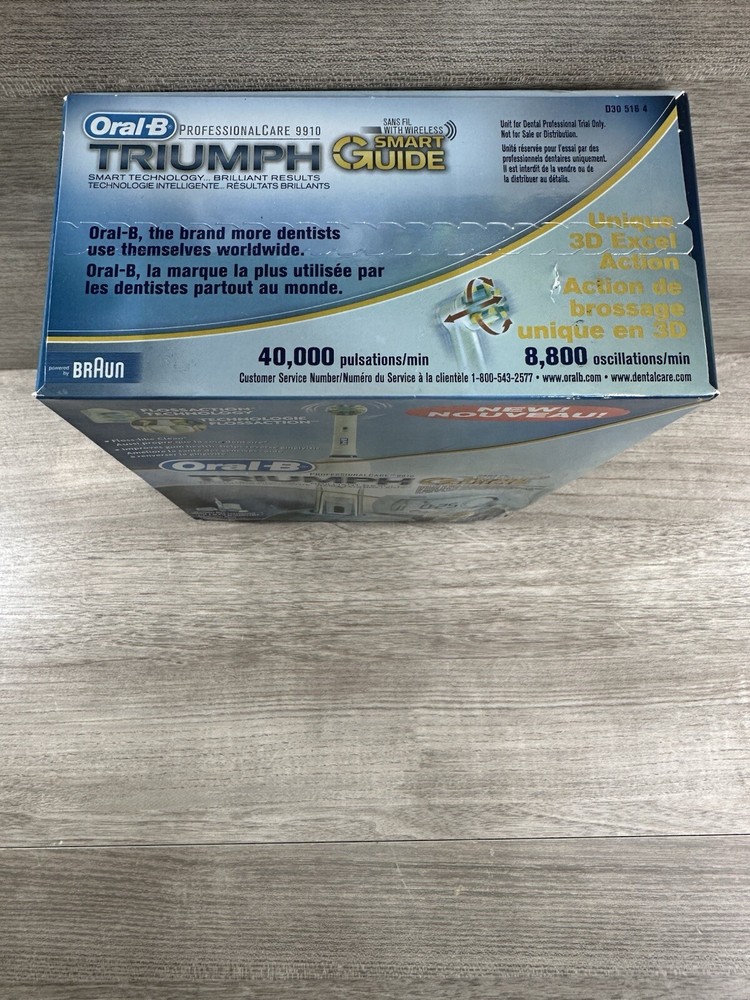 D30 516 4
Oral-B PROFESSIONALCARE 9910
TRIUMPH
SANS FIL
WITH WIRELESS
SMART
GUIDE
SMART TECHNOLOGY... BRILLIANT RESULTS
TECHNOLOGIE INTELLIGENTE... RÉSULTATS BRILLANTS
Unit for Dental Professional Trial Only.
Not for Sale or Distribution.
Unité réservée pour l'essai par des
professionnels dentaires uniquement.
Il est interdit de la vendre ou de
la distribuer au détails.
Oral-B, the brand more dentists
use themselves worldwide.
Oral-B, la marque la plus utilisée par
les dentistes partout au monde.
Unique
3D Excel
Action
Action de
brossage
unique en 3D
powered by BRAUN
40,000 pulsations/min
8,800 oscillations/min
Customer Service Number/Numéro du Service à la clientèle 1-800-543-2577 • www.oralb.com • www.dentalcare.com
FLOSSACTION
TECHNOLOGY
TECHNOLOGIE
FLOSSACTION
NEW!
NOUVEAU!
Oral-B
TRIUMPH